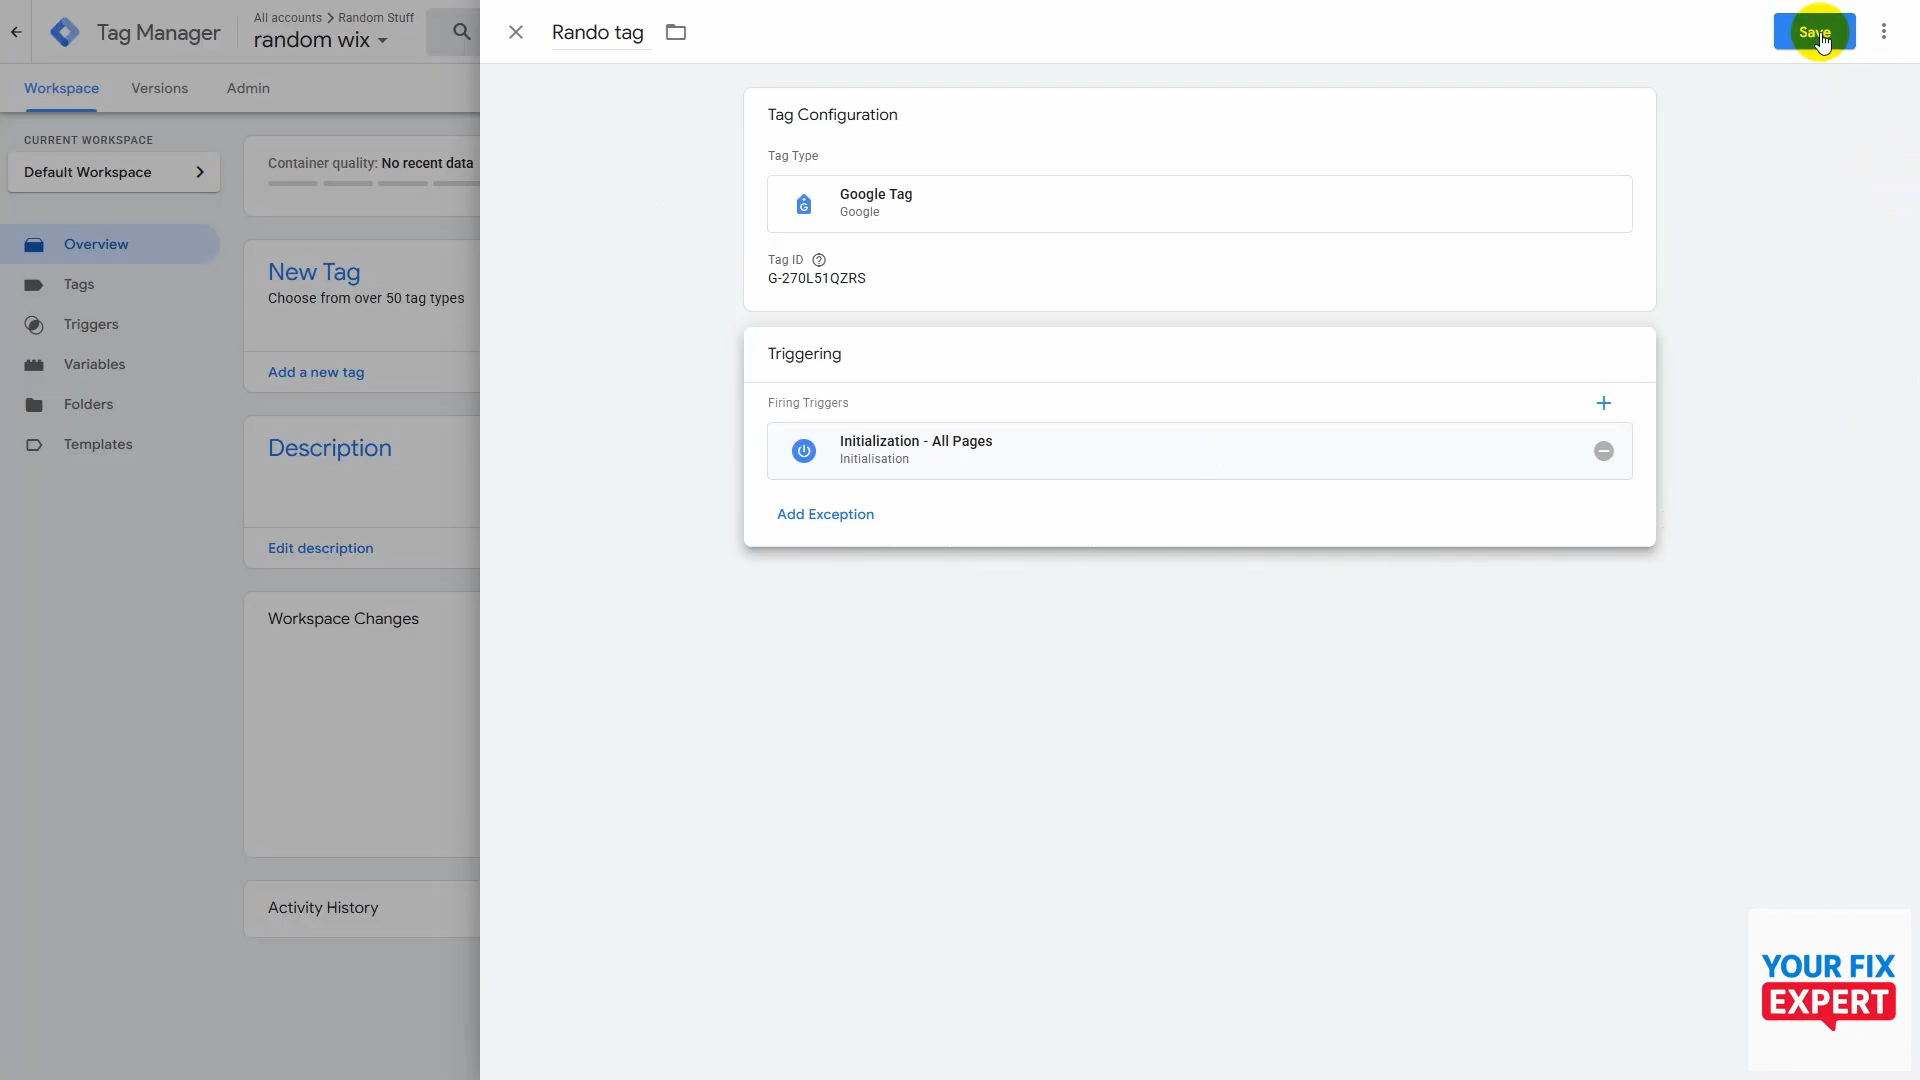 Tag Manager
All accounts > Random Stuff
random wix
Rando tag
Save
Workspace
Versions
Admin
CURRENT WORKSPACE
Default Workspace
Overview
Tags
Triggers
Variables
Folders
Templates
Container quality: No recent data
New Tag
Choose from over 50 tag types
Add a new tag
Description
Edit description
Workspace Changes
Activity History
Tag Configuration
Tag Type
Google Tag
Google
Tag ID
G-270L51QZRS
Triggering
Firing Triggers
Initialization - All Pages
Initialisation
Add Exception
YOUR FIX
EXPERT